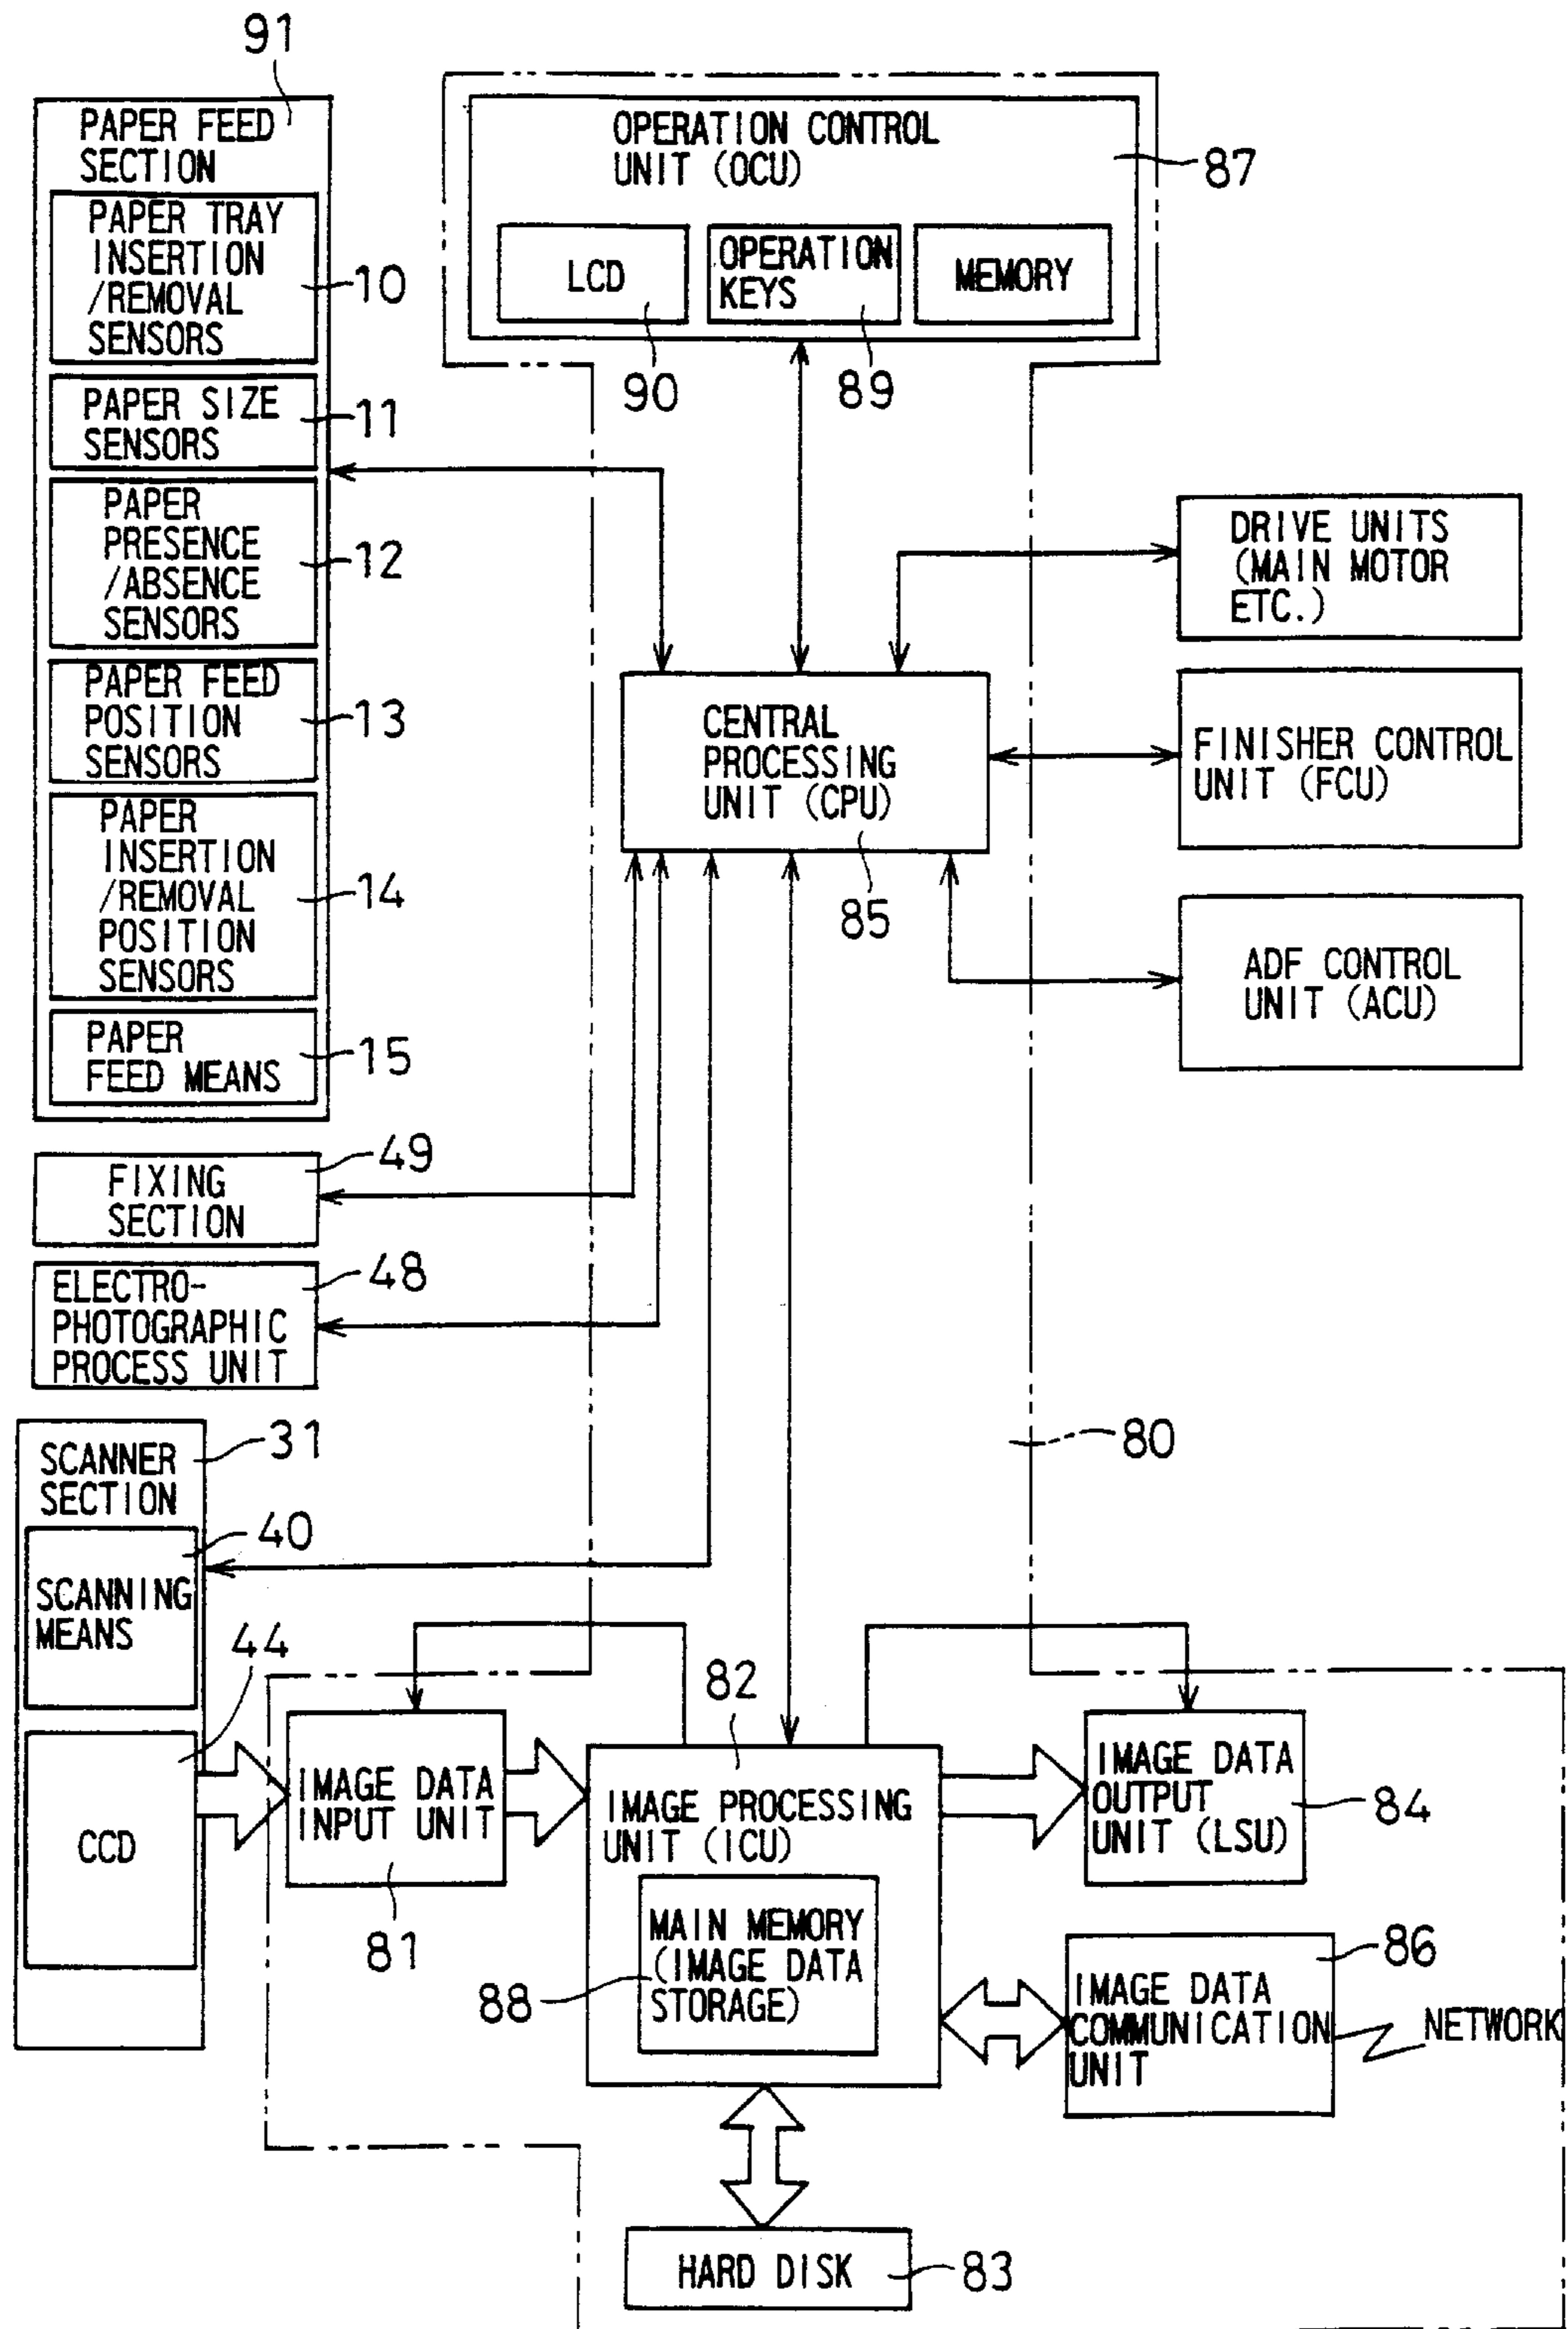 91
PAPER FEED
SECTION
PAPER TRAY
INSERTION
/REMOVAL
SENSORS
10
PAPER SIZE
SENSORS
11
PAPER
PRESENCE
/ABSENCE
SENSORS
12
PAPER FEED
POSITION
SENSORS
13
PAPER
INSERTION
/REMOVAL
POSITION
SENSORS
14
PAPER
FEED MEANS
15
OPERATION CONTROL
UNIT (OCU)
87
LCD
90
OPERATION
KEYS
89
MEMORY
CENTRAL
PROCESSING
UNIT (CPU)
85
DRIVE UNITS
(MAIN MOTOR
ETC.)
FINISHER CONTROL
UNIT (FCU)
ADF CONTROL
UNIT (ACU)
FIXING
SECTION
49
ELECTRO-
PHOTOGRAPHIC
PROCESS UNIT
48
SCANNER
SECTION
31
SCANNING
MEANS
40
CCD
44
80
IMAGE DATA
INPUT UNIT
81
82
IMAGE PROCESSING
UNIT (ICU)
MAIN MEMORY
(IMAGE DATA
STORAGE)
88
IMAGE DATA
OUTPUT
UNIT (LSU)
84
IMAGE DATA
COMMUNICATION
UNIT
86
NETWORK
HARD DISK
83